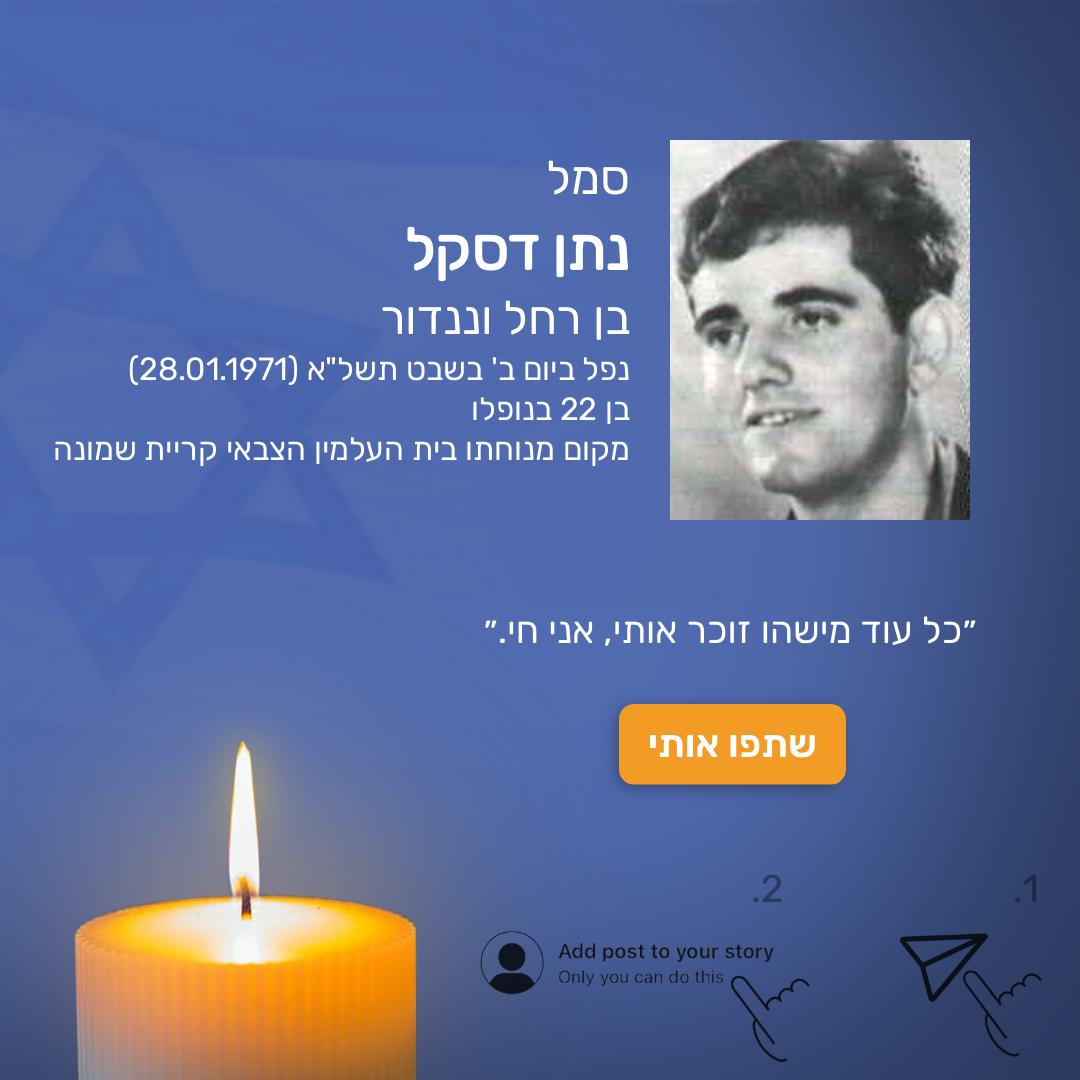 סמל
נתן דסקל
בן רחל וננדור
נפל ביום ב' בשבט תשל"א (28.01.1971)
בן 22 בנופלו
מקום מנוחתו בית העלמין הצבאי קריית שמונה
״כל עוד מישהו זוכר אותי, אני חי.״
שתפו אותי
.1
.2
Add post to your story
Only you can do this